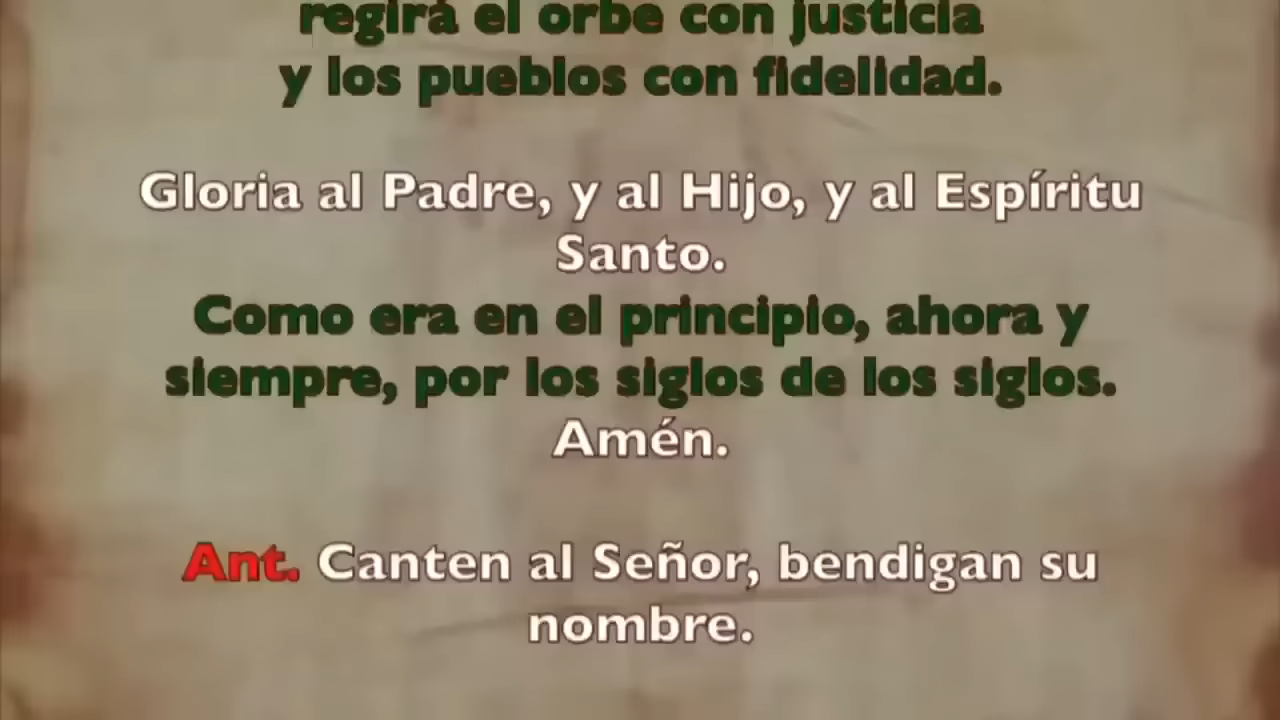 regirá el orbe con justicia
y los pueblos con fidelidad.
Gloria al Padre, y al Hijo, y al Espíritu
Santo.
Como era en el principio, ahora y
siempre, por los siglos de los siglos.
Amén.
Ant. Canten al Señor, bendigan su
nombre.